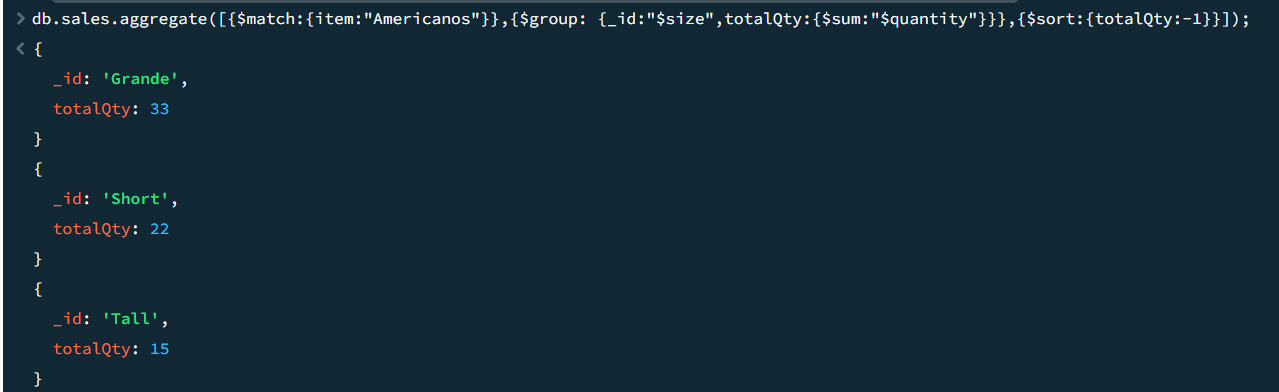 > db.sales.aggregate([{$match:{item:"Americanos"}},{$group: {_id:"$size",totalQty:{$sum:"$quantity"}}},{$sort:{totalQty:-1}}]);
< {
_id: 'Grande',
totalQty: 33
}
{
_id: 'Short',
totalQty: 22
}
{
_id: 'Tall',
totalQty: 15
}